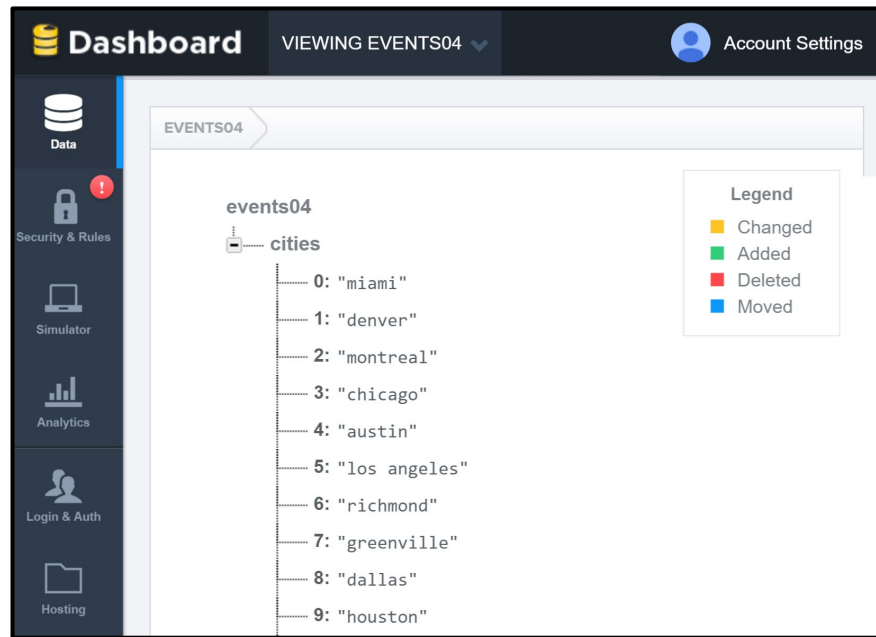 Dashboard
VIEWING EVENTS04
Account Settings
Data
!
Security & Rules
Simulator
Analytics
Login & Auth
Hosting
EVENTS04
events04
cities
0: "miami"
1: "denver"
2: "montreal"
3: "chicago"
4: "austin"
5: "los angeles"
6: "richmond"
7: "greenville"
8: "dallas"
9: "houston"
Legend
Changed
Added
Deleted
Moved